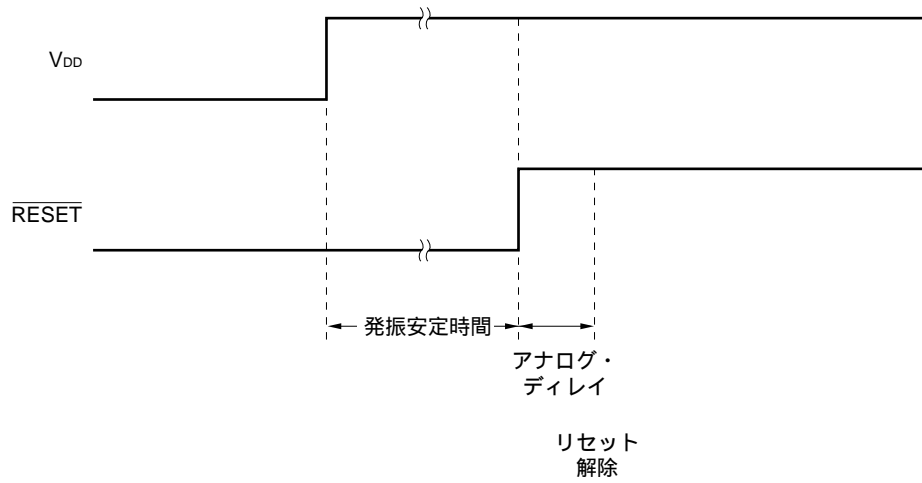 VDD
RESET
発振安定時間
アナログ・
ディレイ
リセット
解除